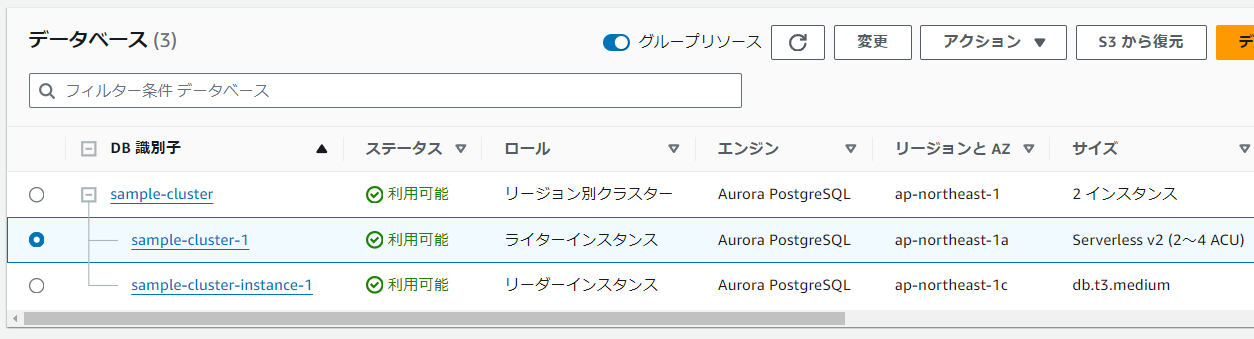 データベース (3)
グループリソース 変更 アクション ▼ S3 から復元 デ
フィルター条件 データベース
DB 識別子 ▲ ステータス ▽ ロール ▽ エンジン ▽ リージョンと AZ ▽ サイズ ▽
sample-cluster 利用可能 リージョン別クラスター Aurora PostgreSQL ap-northeast-1 2 インスタンス
sample-cluster-1 利用可能 ライターインスタンス Aurora PostgreSQL ap-northeast-1a Serverless v2 (2～4 ACU)
sample-cluster-instance-1 利用可能 リーダーインスタンス Aurora PostgreSQL ap-northeast-1c db.t3.medium